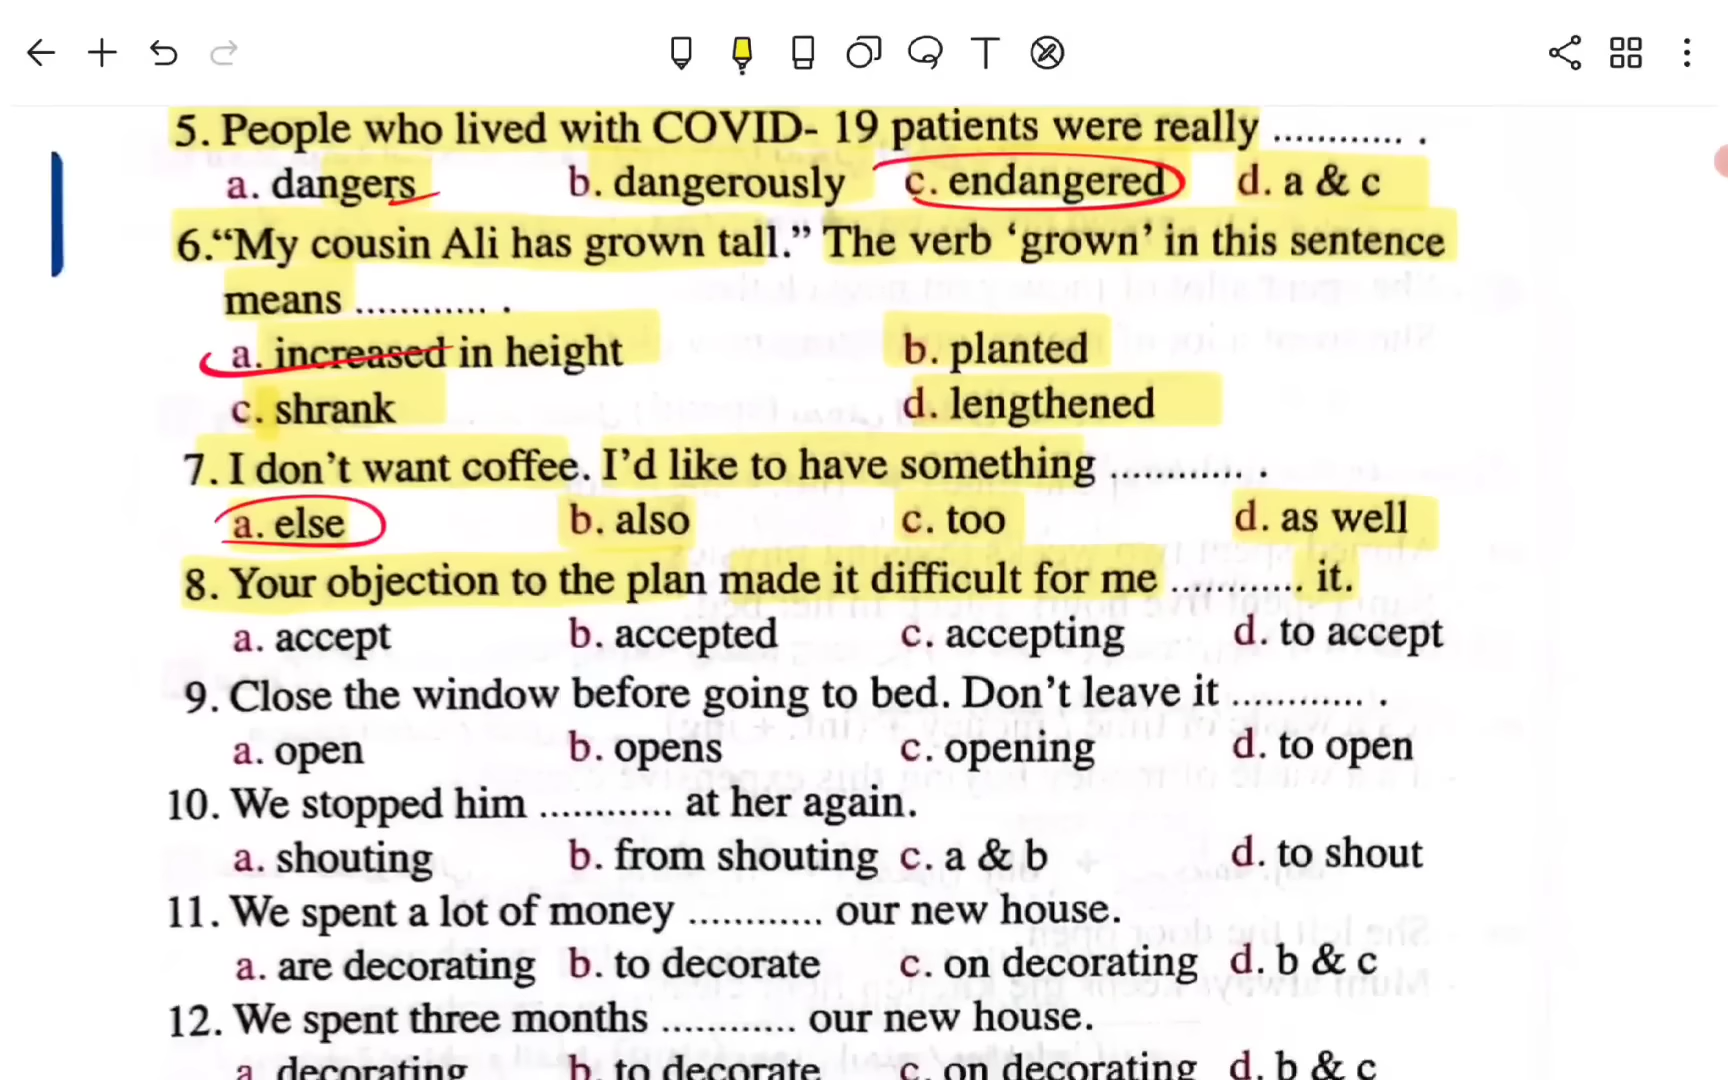 5. People who lived with COVID- 19 patients were really ............ .
a. dangers b. dangerously c. endangered d. a & c
6.“My cousin Ali has grown tall.” The verb ‘grown’ in this sentence
means ............ .
a. increased in height b. planted
c. shrank d. lengthened
7. I don’t want coffee. I’d like to have something ............ .
a. else b. also c. too d. as well
8. Your objection to the plan made it difficult for me ............ it.
a. accept b. accepted c. accepting d. to accept
9. Close the window before going to bed. Don’t leave it ............ .
a. open b. opens c. opening d. to open
10. We stopped him ............ at her again.
a. shouting b. from shouting c. a & b d. to shout
11. We spent a lot of money ............ our new house.
a. are decorating b. to decorate c. on decorating d. b & c
12. We spent three months ............ our new house.
a. decorating b. to decorate c. on decorating d. b & c